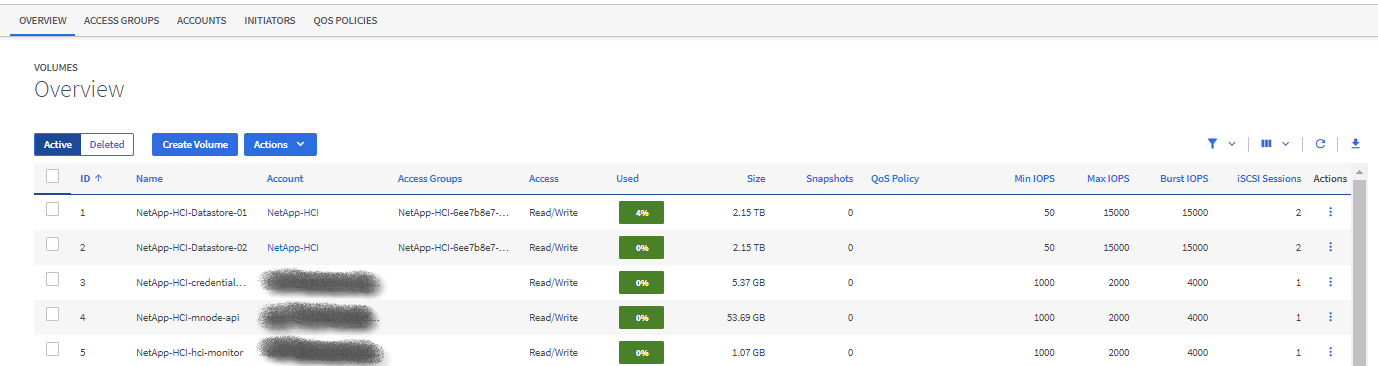 OVERVIEW ACCESS GROUPS ACCOUNTS INITIATORS QOS POLICIES
VOLUMES
Overview
Active Deleted Create Volume Actions
ID Name Account Access Groups Access Used Size Snapshots QoS Policy Min IOPS Max IOPS Burst IOPS iSCSI Sessions Actions
1 NetApp-HCI-Datastore-01 NetApp-HCI NetApp-HCI-6ee7b8e7-... Read/Write 4% 2.15 TB 0 50 15000 15000 2
2 NetApp-HCI-Datastore-02 NetApp-HCI NetApp-HCI-6ee7b8e7-... Read/Write 0% 2.15 TB 0 50 15000 15000 2
3 NetApp-HCI-credential... Read/Write 0% 5.37 GB 0 1000 2000 4000 1
4 NetApp-HCI-mnode-api Read/Write 0% 53.69 GB 0 1000 2000 4000 1
5 NetApp-HCI-hci-monitor Read/Write 0% 1.07 GB 0 1000 2000 4000 1